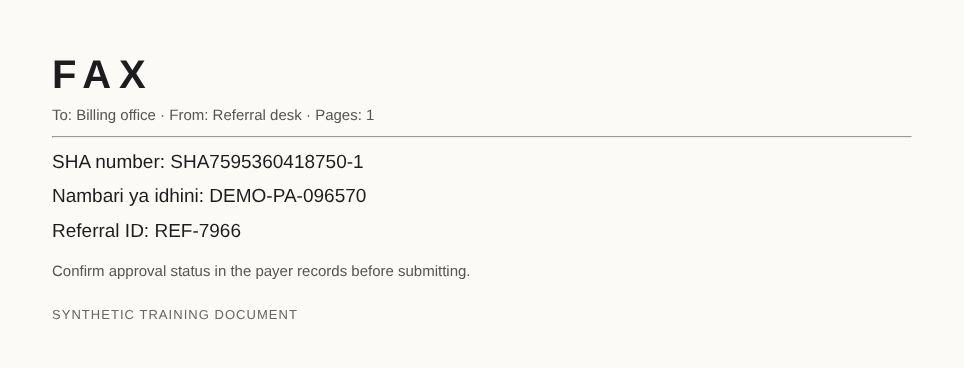 FAX
To: Billing office · From: Referral desk · Pages: 1
SHA number: SHA7595360418750-1
Nambari ya idhini: DEMO-PA-096570
Referral ID: REF-7966
Confirm approval status in the payer records before submitting.
SYNTHETIC TRAINING DOCUMENT